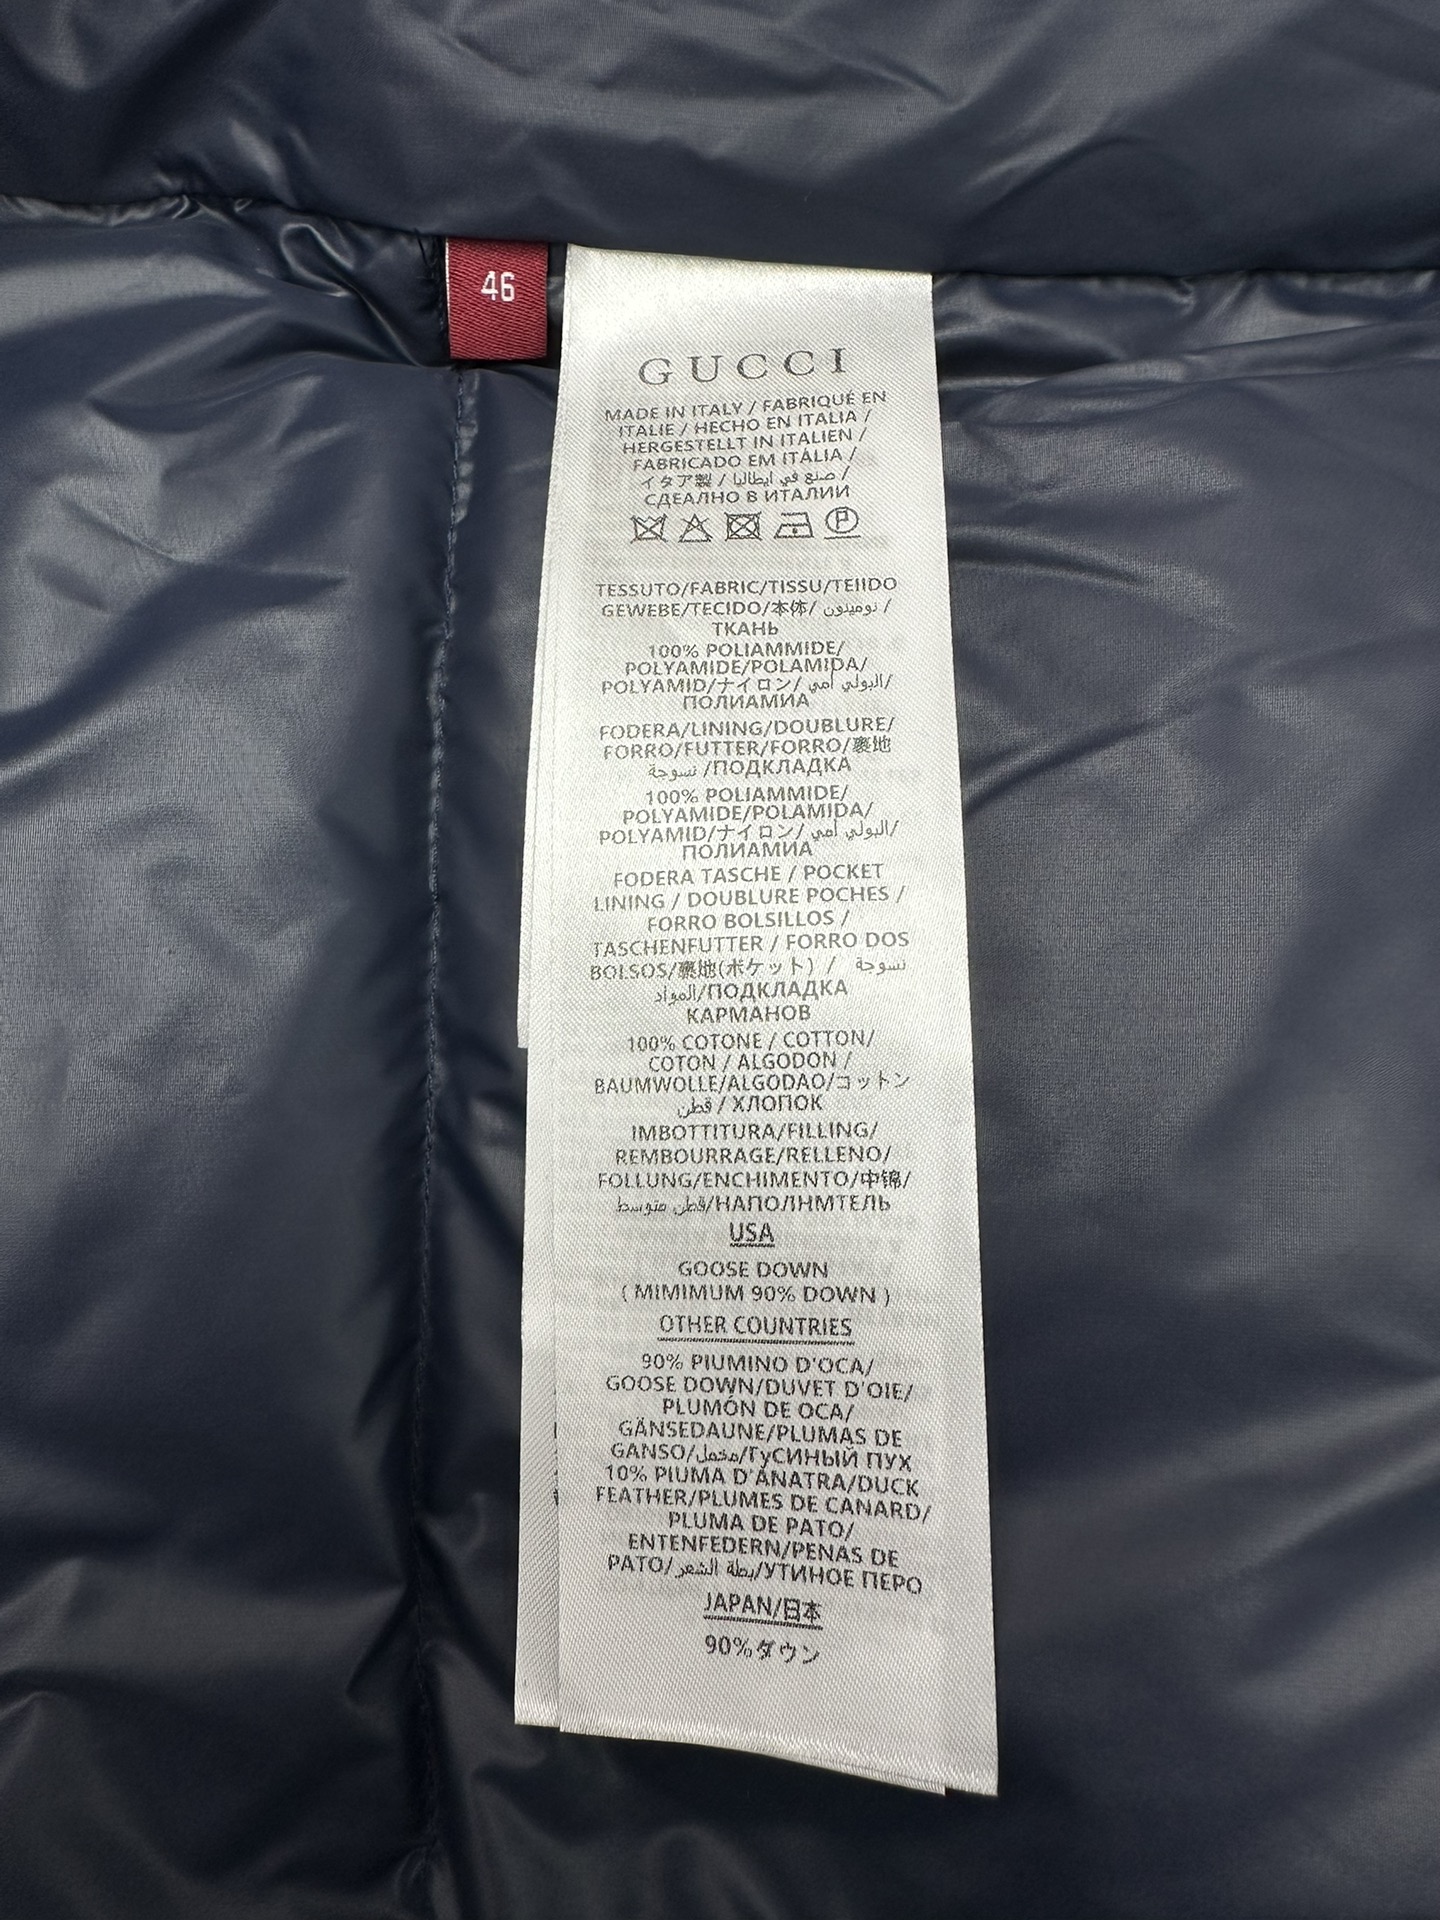 46
GUCCI
MADE IN ITALY / FABRIQUÉ EN
ITALIE / HECHO EN ITALIA /
HERGESTELLT IN ITALIEN /
FABRICADO EM ITÁLIA /
イタア製 / صنع في ايطاليا /
СДЕАЛНО В ИТАЛИИ
P
TESSUTO/FABRIC/TISSU/TEIIDO
GEWEBE/TECIDO/本体/ نومينون /
ТКАНЬ
100% POLIAMMIDE/
POLYAMIDE/POLAMIDA/
POLYAMID/ナイロン/ البولي أمي/
ПОЛИАМИА
FODERA/LINING/DOUBLURE/
FORRO/FUTTER/FORRO/裏地
نسوجة /ПОДКЛАДКА
100% POLIAMMIDE/
POLYAMIDE/POLAMIDA/
POLYAMID/ナイロン/ البولي أمي/
ПОЛИАМИА
FODERA TASCHE / POCKET
LINING / DOUBLURE POCHES /
FORRO BOLSILLOS /
TASCHENFUTTER / FORRO DOS
BOLSOS/裏地(ポケット) / نسوجة
المواد/ПОДКЛАДКА
КАРМАНОВ
100% COTONE / COTTON/
COTON / ALGODON /
BAUMWOLLE/ALGODAO/コットン
قطن / ХЛОПОК
IMBOTTITURA/FILLING/
REMBOURRAGE/RELLENO/
FOLLUNG/ENCHIMENTO/中锦/
قطن متوسط/НАПОЛНМТЕЛЬ
USA
GOOSE DOWN
( MIMIMUM 90% DOWN )
OTHER COUNTRIES
90% PIUMINO D'OCA/
GOOSE DOWN/DUVET D'OIE/
PLUMÓN DE OCA/
GÄNSEDAUNE/PLUMAS DE
GANSO/مخمل/ГуСИНЫЙ ПУХ
10% PIUMA D'ANATRA/DUCK
FEATHER/PLUMES DE CANARD/
PLUMA DE PATO/
ENTENFEDERN/PENAS DE
PATO/بطة الشعر/УТИНОЕ ПЕРО
JAPAN/日本
90%ダウン